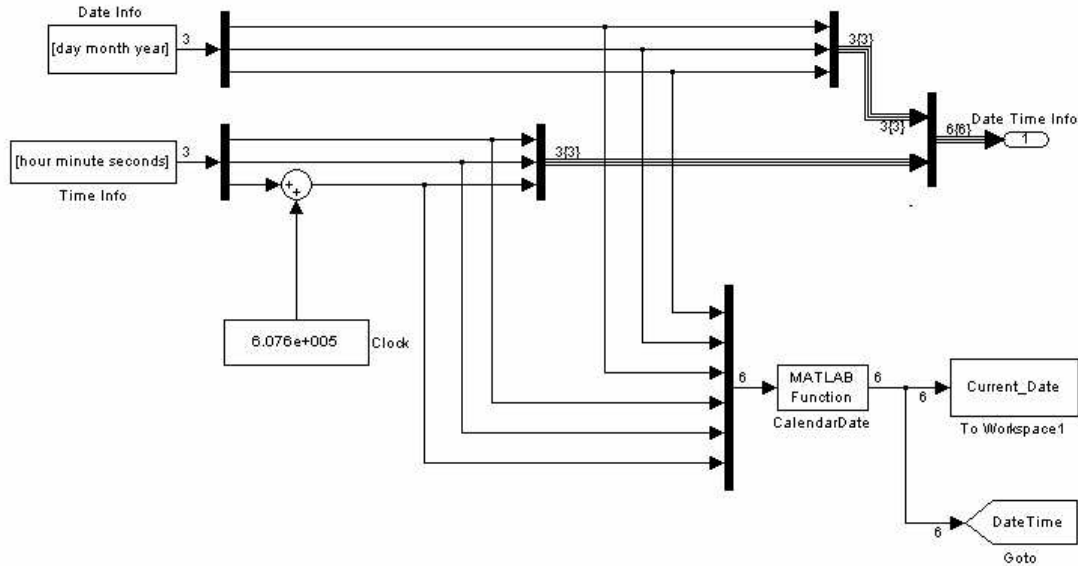 Date Info
[day month year]
3
3{3}
3{3}
Date Time Info
6{6}
1
[hour minute seconds]
3
3{3}
Time Info
+
+
6.076e+005
Clock
6
MATLAB
Function
6
CalendarDate
6
Current_Date
To Workspace1
6
DateTime
Goto